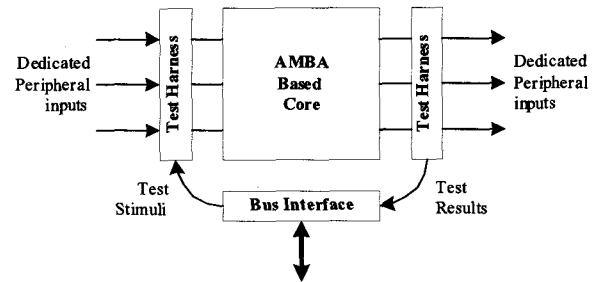 Dedicated
Peripheral
inputs
Test Harness
AMBA
Based
Core
Test Harness
Dedicated
Peripheral
inputs
Test
Stimuli
Bus Interface
Test
Results